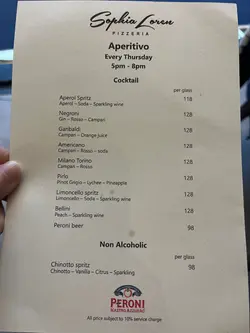 Sophia Loren
PIZZERIA
Aperitivo
Every Thursday
5pm - 8pm
Cocktail
per glass
Aperol Spritz 128
Aperol – Soda – Sparkling wine
Negroni 128
Gin – Rosso – Campari
Garibaldi 128
Campari – Orange juice
Americano 128
Campari – Rosso – soda
Milano Torino 128
Campari – Rosso
Pirlo 128
Pinot Grigio – Lychee – Pineapple
Limoncello spritz 128
Limoncello – Soda – Sparkling wine
Bellini 128
Peach – Sparkling wine
Peroni beer 98
Non Alcoholic
per glass
Chinotto spritz 98
Chinotto – Vanilla – Citrus – Sparkling
PERONI
NASTRO AZZURRO
All price subject to 10% service charge